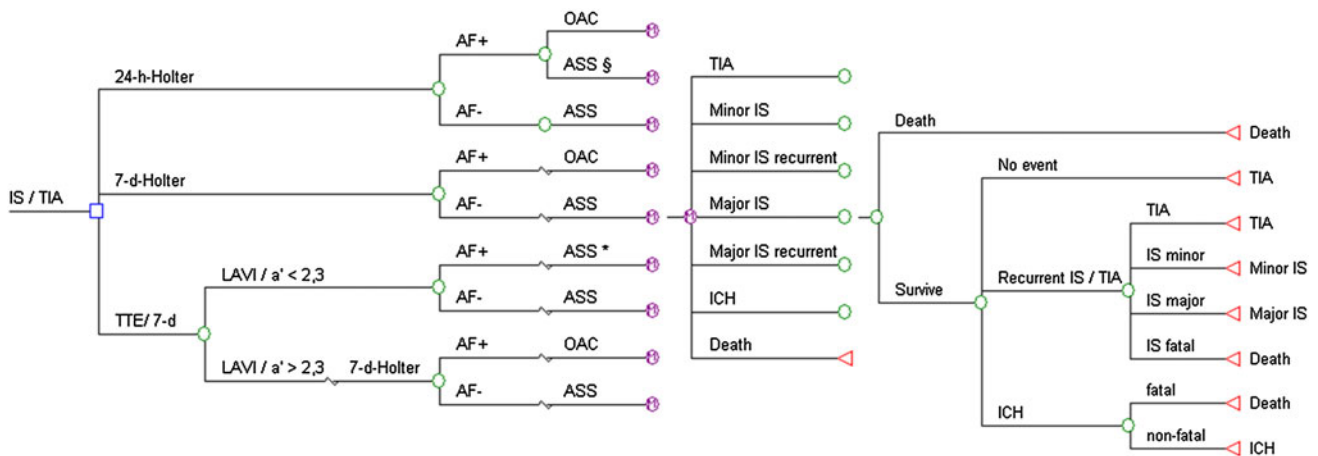 IS / TIA
24-h-Holter
AF+
OAC
ASS §
AF-
ASS
7-d-Holter
AF+
OAC
AF-
ASS
TTE/ 7-d
LAVI / a' < 2,3
AF+
ASS *
AF-
ASS
LAVI / a' > 2,3
7-d-Holter
AF+
OAC
AF-
ASS
M
M
M
M
M
M
M
M
M
M
TIA
Minor IS
Minor IS recurrent
Major IS
Major IS recurrent
ICH
Death
Death
Death
Survive
No event
TIA
Recurrent IS / TIA
TIA
TIA
IS minor
Minor IS
IS major
Major IS
IS fatal
Death
ICH
fatal
Death
non-fatal
ICH